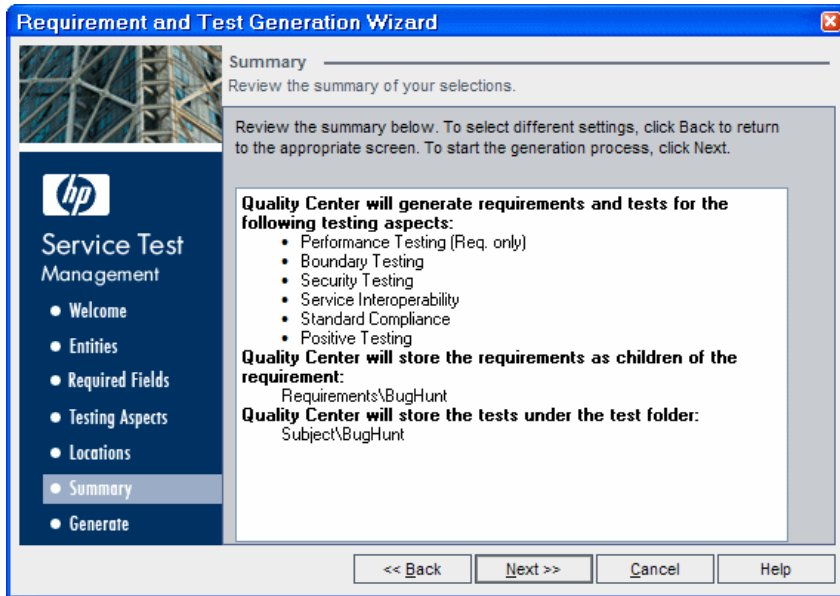 Requirement and Test Generation Wizard
Summary
Review the summary of your selections.
Review the summary below. To select different settings, click Back to return
to the appropriate screen. To start the generation process, click Next.
hp
Service Test
Management
Welcome
Entities
Required Fields
Testing Aspects
Locations
Summary
Generate
Quality Center will generate requirements and tests for the
following testing aspects:
• Performance Testing (Req. only)
• Boundary Testing
• Security Testing
• Service Interoperability
• Standard Compliance
• Positive Testing
Quality Center will store the requirements as children of the
requirement:
Requirements\BugHunt
Quality Center will store the tests under the test folder:
Subject\BugHunt
<< Back
Next >>
Cancel
Help